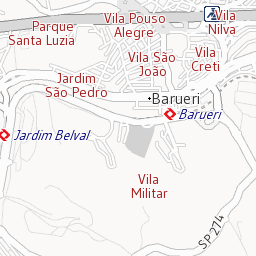 Parque
Santa Luzia
Vila Pouso
Alegre
Vila
Nilva
Vila São
João
Vila
Creti
Jardim
São Pedro
Barueri
Barueri
Jardim Belval
Vila
Militar
SP-274